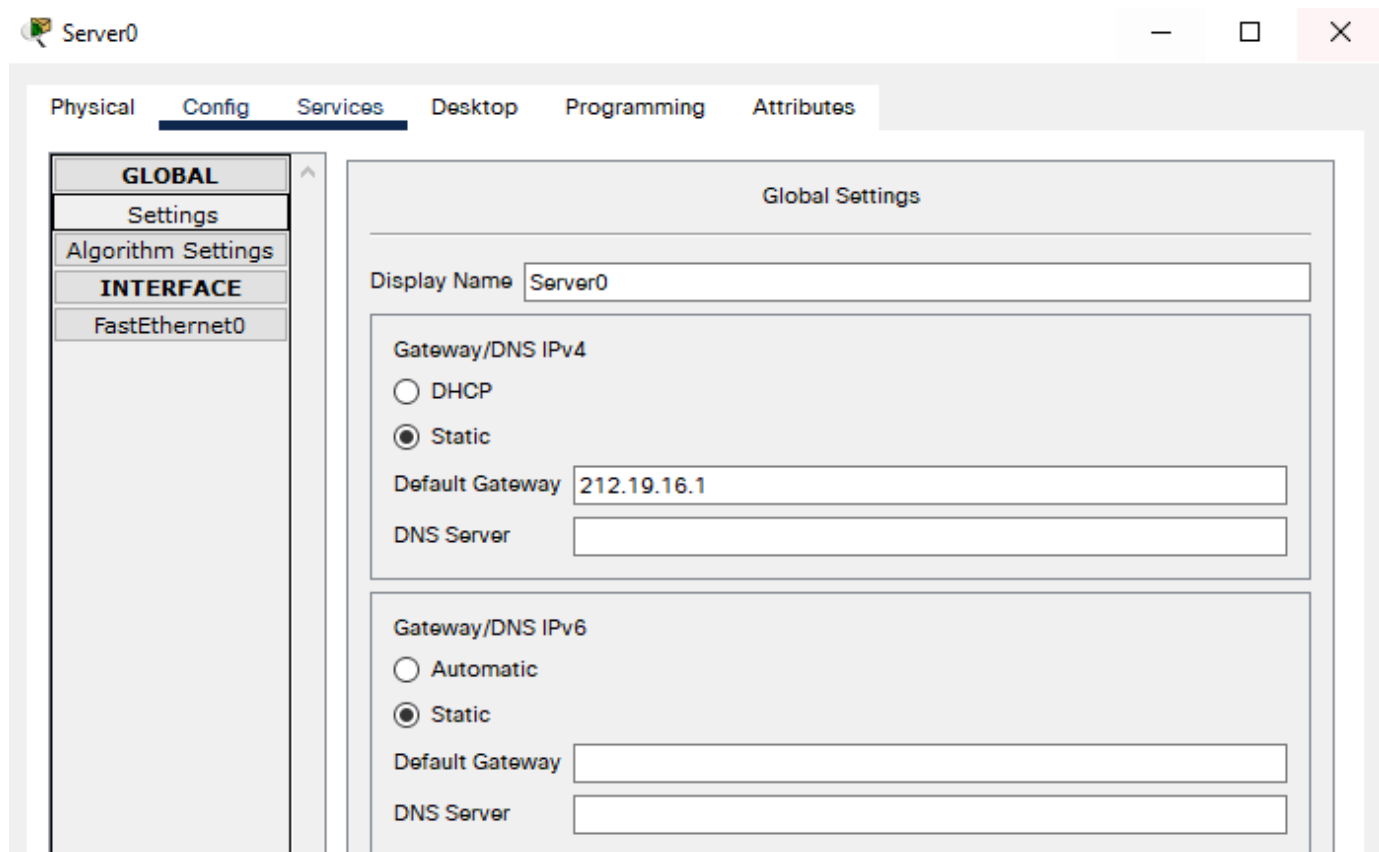 Server0
Physical Config Services Desktop Programming Attributes
GLOBAL
Settings
Algorithm Settings
INTERFACE
FastEthernet0
Global Settings
Display Name Server0
Gateway/DNS IPv4
DHCP
Static
Default Gateway 212.19.16.1
DNS Server
Gateway/DNS IPv6
Automatic
Static
Default Gateway
DNS Server